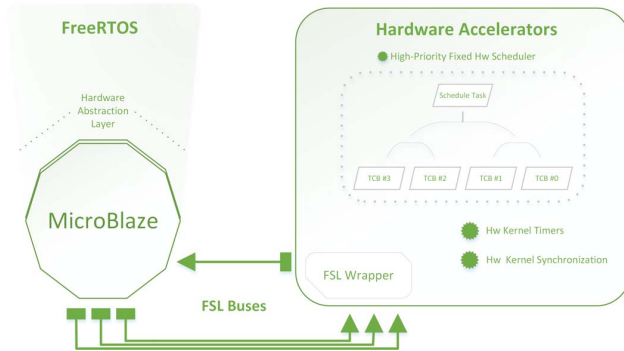 FreeRTOS
Hardware
Abstraction
Layer
MicroBlaze
FSL Buses
Hardware Accelerators
High-Priority Fixed Hw Scheduler
Schedule Task
TCB #3
TCB #2
TCB #1
TCB #0
Hw Kernel Timers
Hw Kernel Synchronization
FSL Wrapper